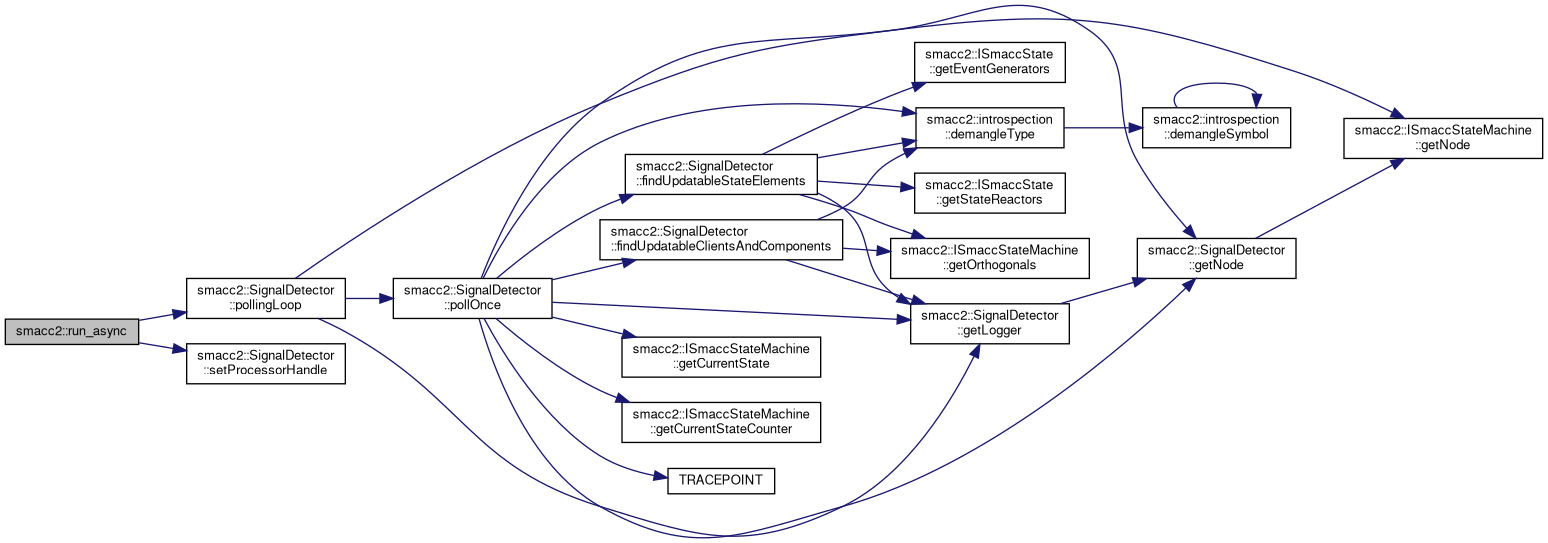 smacc2::run_async
smacc2::SignalDetector
::pollingLoop
smacc2::SignalDetector
::setProcessorHandle
smacc2::SignalDetector
::pollOnce
smacc2::SignalDetector
::findUpdatableStateElements
smacc2::SignalDetector
::findUpdatableClientsAndComponents
smacc2::ISmaccStateMachine
::getCurrentState
smacc2::ISmaccStateMachine
::getCurrentStateCounter
TRACEPOINT
smacc2::ISmaccState
::getEventGenerators
smacc2::introspection
::demangleType
smacc2::ISmaccState
::getStateReactors
smacc2::ISmaccStateMachine
::getOrthogonals
smacc2::SignalDetector
::getLogger
smacc2::introspection
::demangleSymbol
smacc2::SignalDetector
::getNode
smacc2::ISmaccStateMachine
::getNode